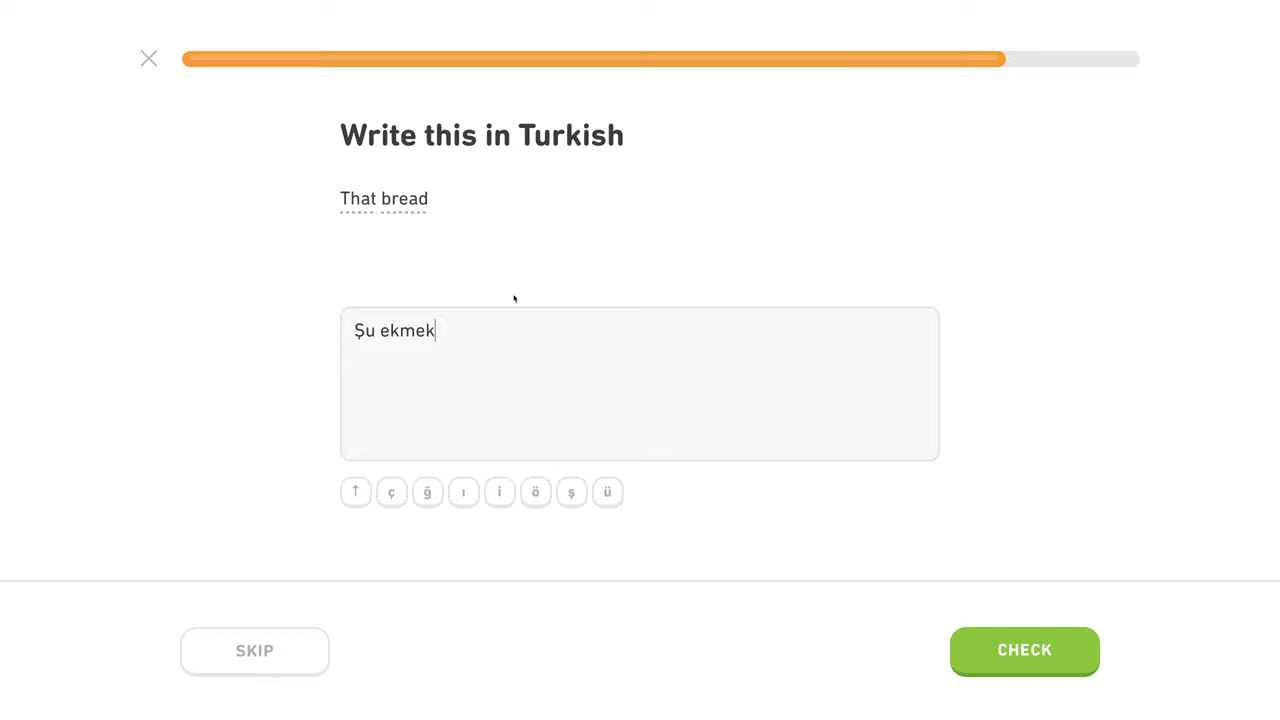 Write this in Turkish
That bread
Şu ekmek
↑ ç ğ ı i ö ş ü
SKIP
CHECK